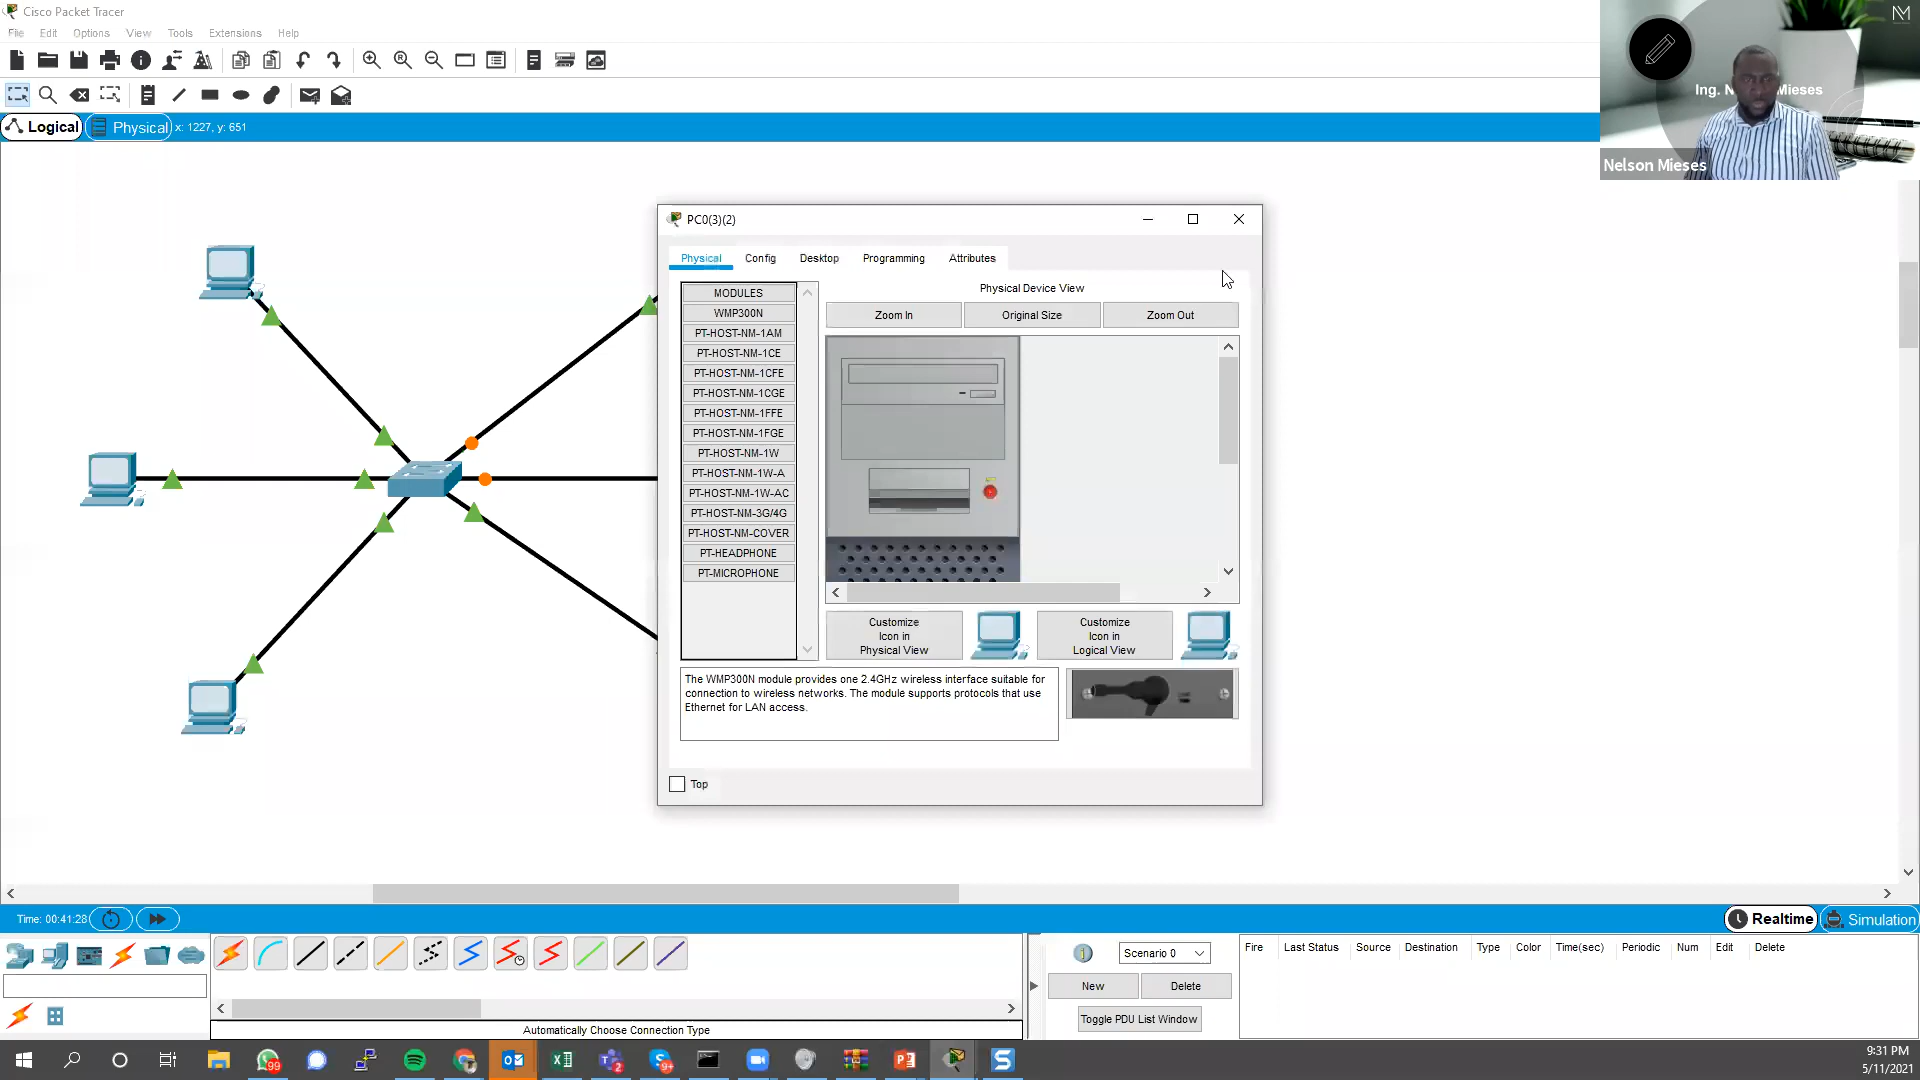 Cisco Packet Tracer
File Edit Options View Tools Extensions Help
Logical Physical x: 1227, y: 651
Ing. N Mieses
Nelson Mieses
PC0(3)(2)
Physical Config Desktop Programming Attributes
MODULES
WMP300N
PT-HOST-NM-1AM
PT-HOST-NM-1CE
PT-HOST-NM-1CFE
PT-HOST-NM-1CGE
PT-HOST-NM-1FFE
PT-HOST-NM-1FGE
PT-HOST-NM-1W
PT-HOST-NM-1W-A
PT-HOST-NM-1W-AC
PT-HOST-NM-3G/4G
PT-HOST-NM-COVER
PT-HEADPHONE
PT-MICROPHONE
Physical Device View
Zoom In Original Size Zoom Out
Customize
Icon in
Physical View
Customize
Icon in
Logical View
The WMP300N module provides one 2.4GHz wireless interface suitable for
connection to wireless networks. The module supports protocols that use
Ethernet for LAN access.
Top
Time: 00:41:28
Realtime Simulation
Automatically Choose Connection Type
Scenario 0
New Delete
Toggle PDU List Window
Fire Last Status Source Destination Type Color Time(sec) Periodic Num Edit Delete
99
2
9+
9:31 PM
5/11/2021